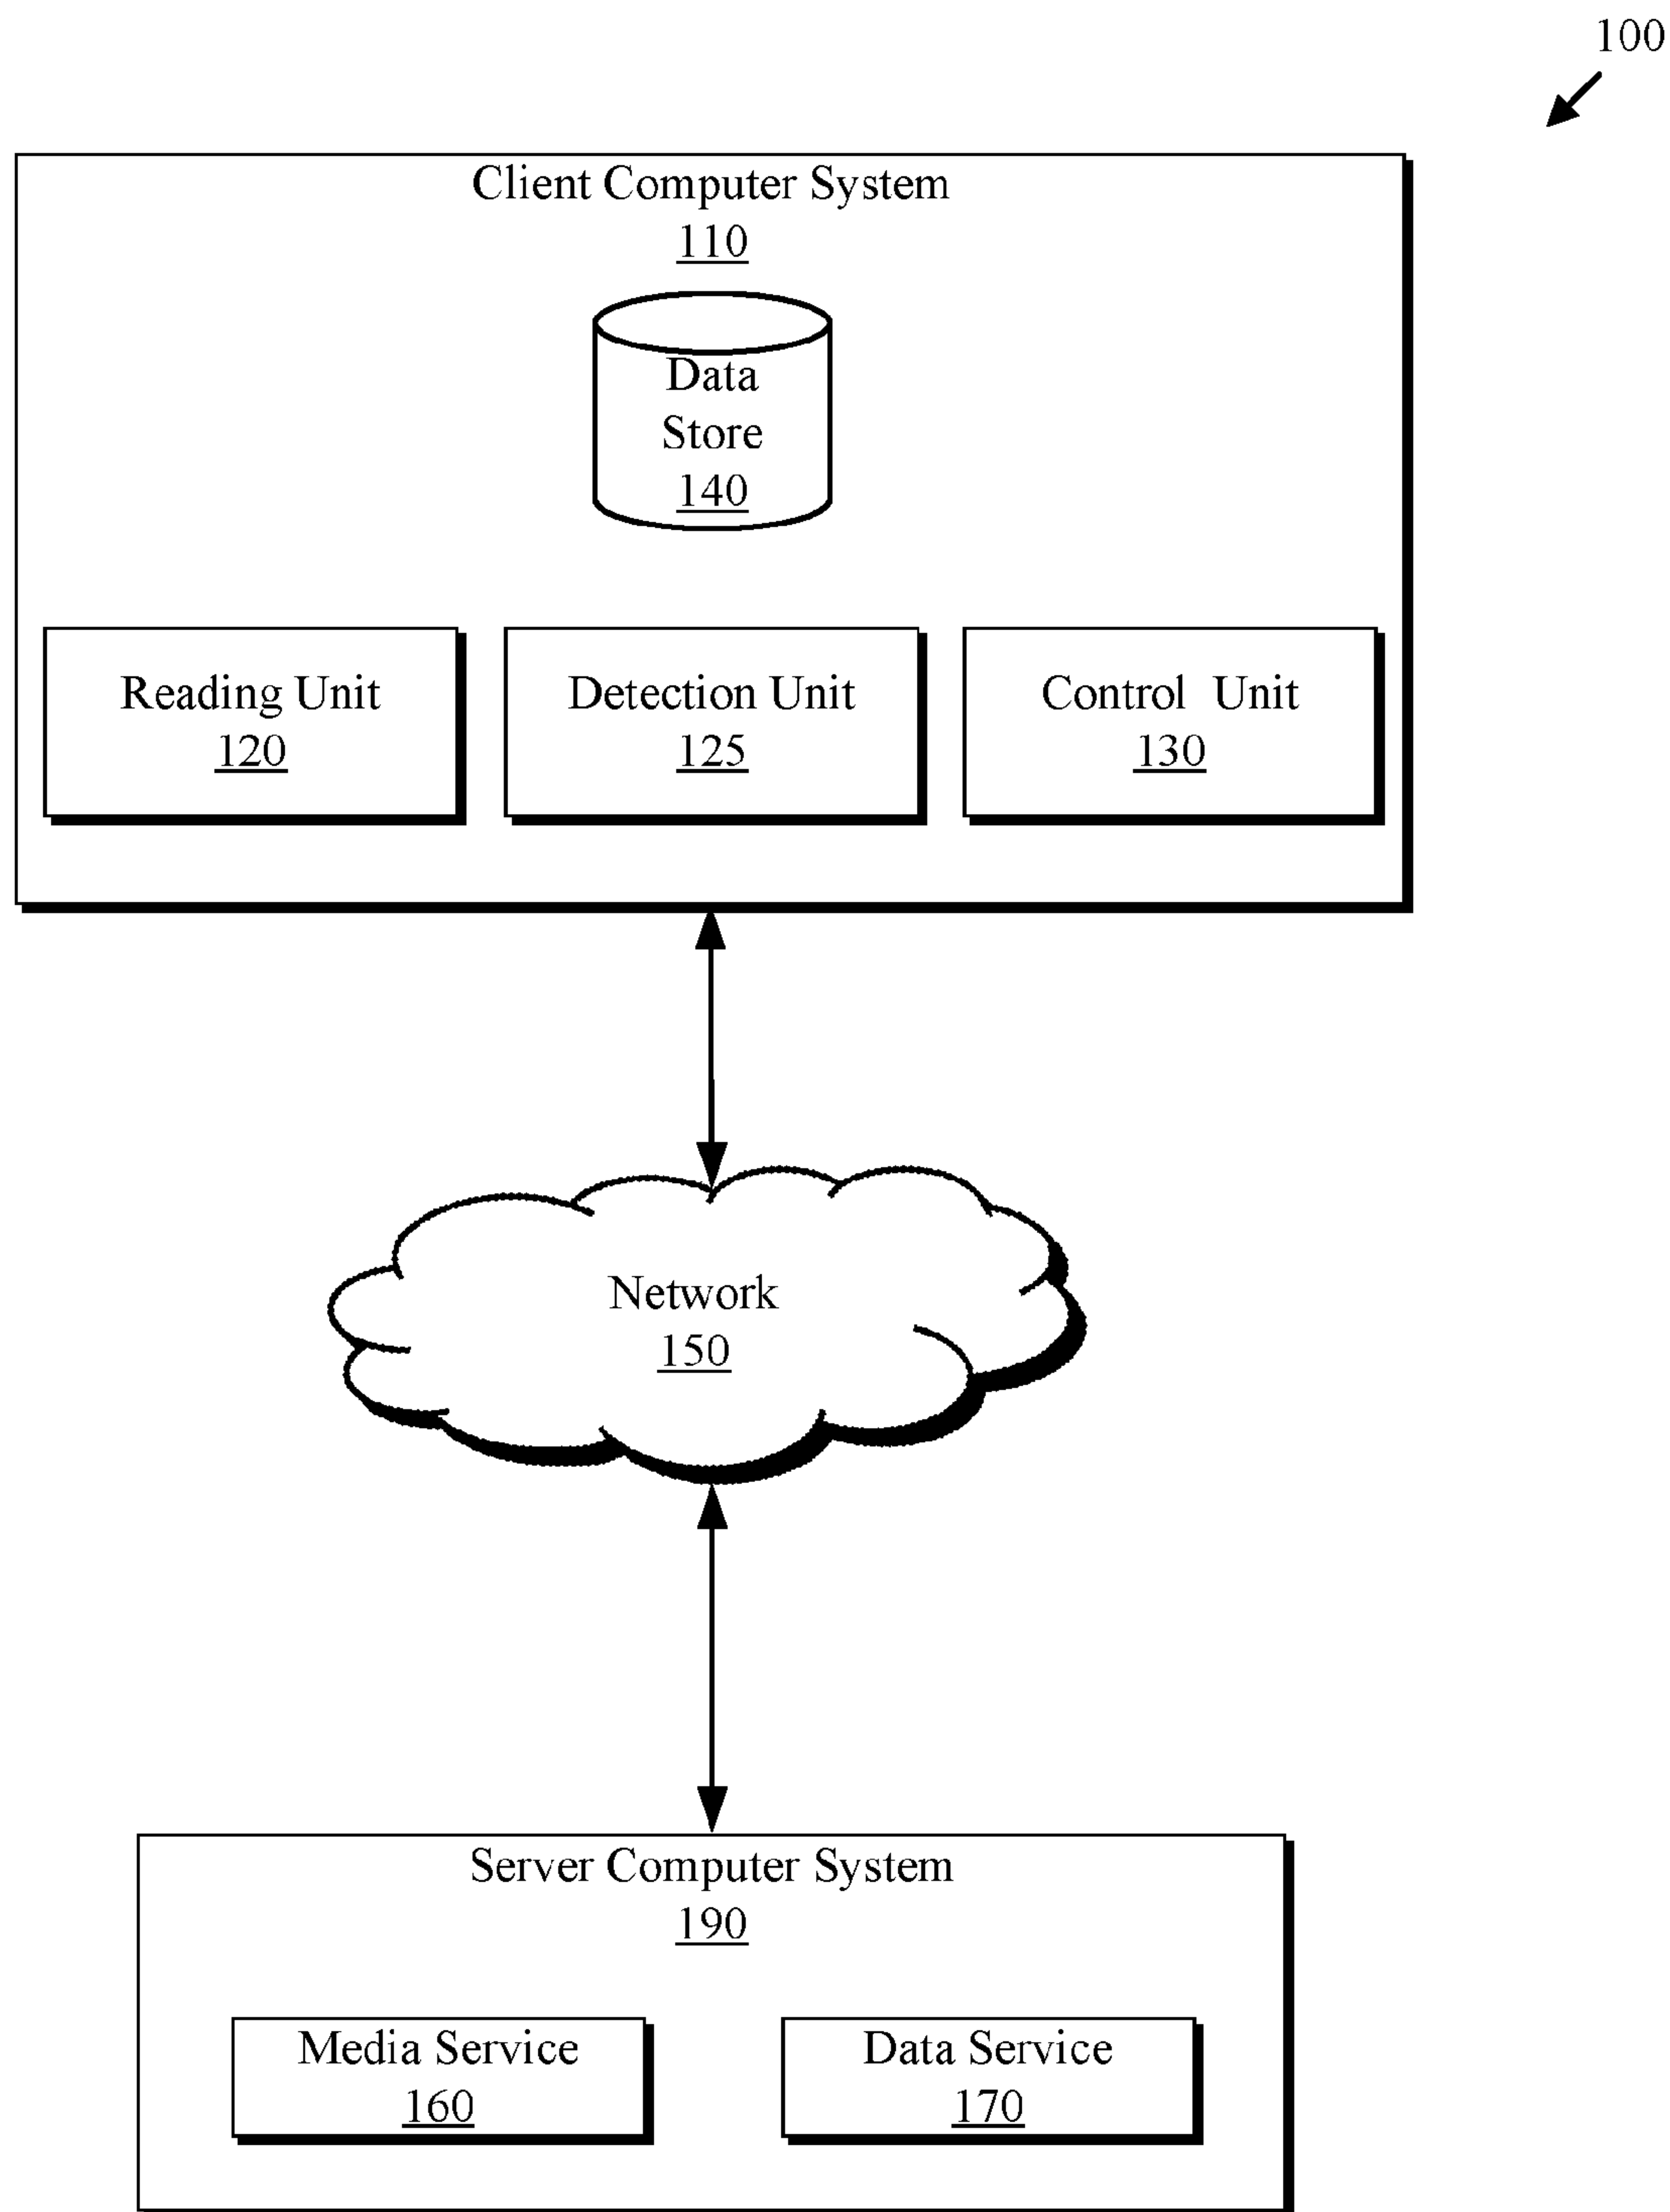 100
Client Computer System
110
Data
Store
140
Reading Unit
120
Detection Unit
125
Control Unit
130
Network
150
Server Computer System
190
Media Service
160
Data Service
170